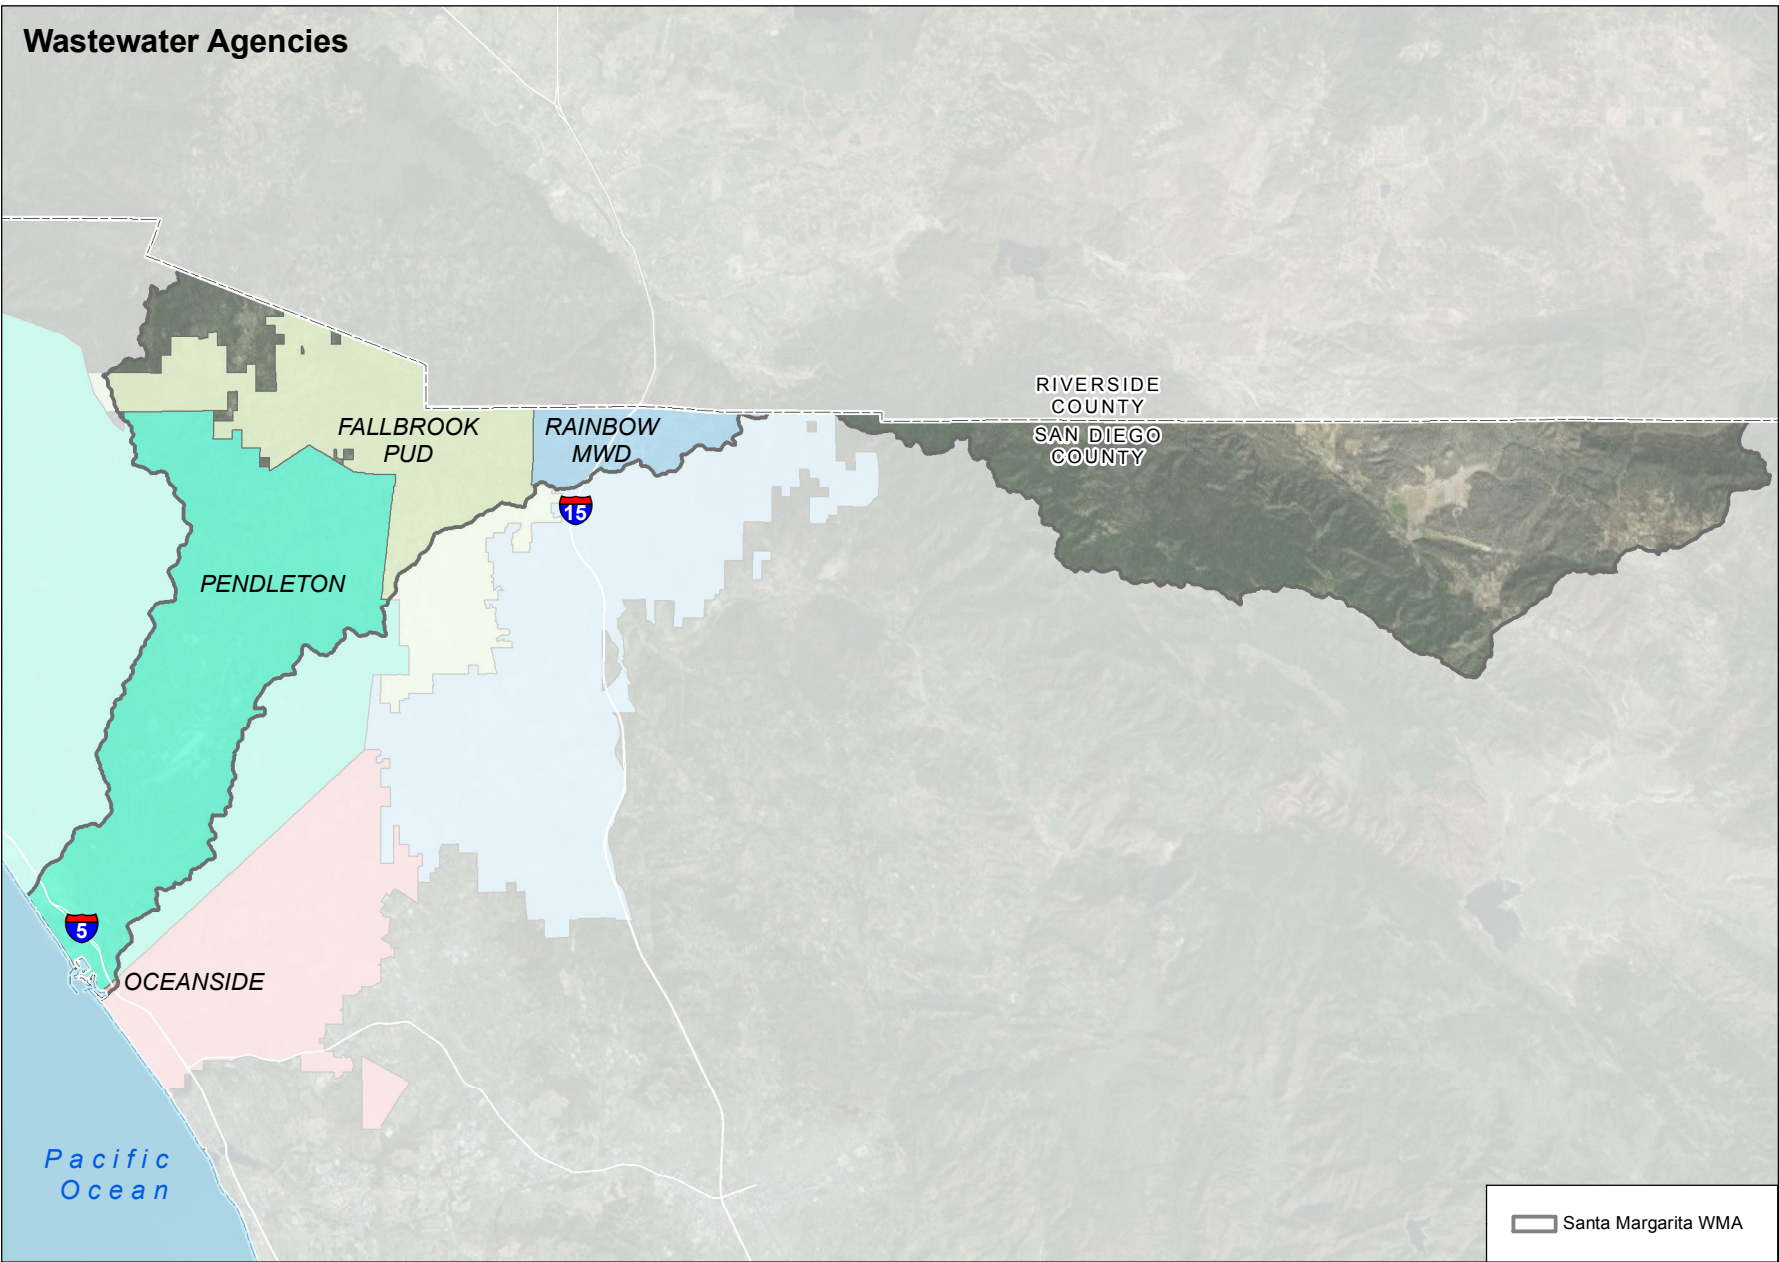 Wastewater Agencies
RIVERSIDE
COUNTY
SAN DIEGO
COUNTY
FALLBROOK
PUD
RAINBOW
MWD
15
PENDLETON
5
OCEANSIDE
Pacific
Ocean
Santa Margarita WMA